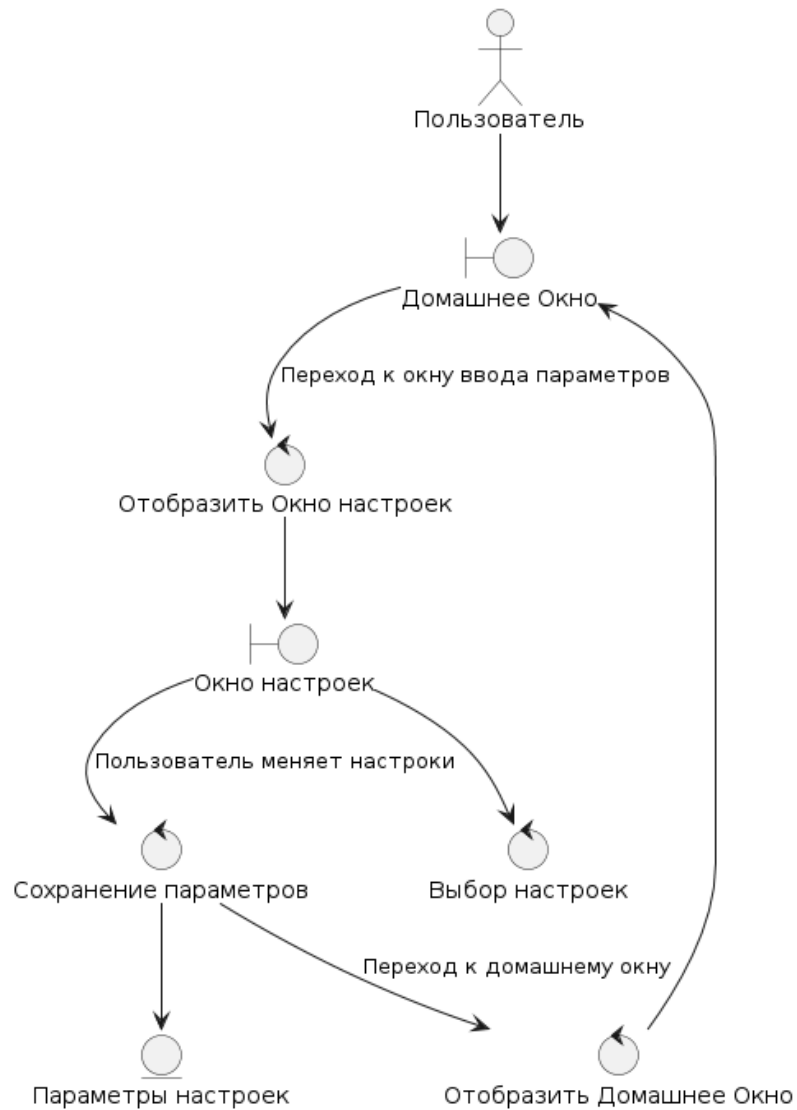 Пользователь
Домашнее Окно
Переход к окну ввода параметров
Отобразить Окно настроек
Окно настроек
Пользователь меняет настроки
Сохранение параметров
Выбор настроек
Переход к домашнему окну
Параметры настроек
Отобразить Домашнее Окно